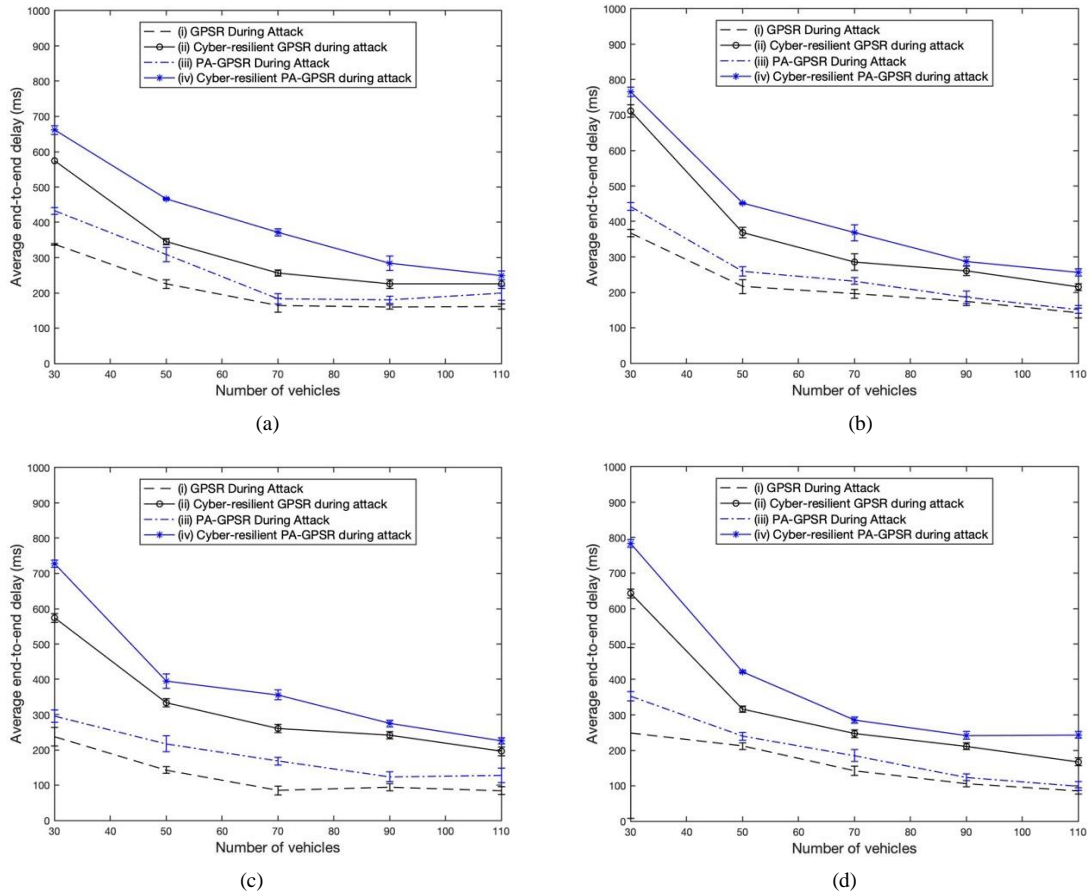 1000
900
800
700
600
500
400
300
200
100
0
Average end-to-end delay (ms)
(i) GPSR During Attack
(ii) Cyber-resilient GPSR during attack
(iii) PA-GPSR During Attack
(iv) Cyber-resilient PA-GPSR during attack
30 40 50 60 70 80 90 100 110
Number of vehicles
(a)
1000
900
800
700
600
500
400
300
200
100
0
Average end-to-end delay (ms)
(i) GPSR During Attack
(ii) Cyber-resilient GPSR during attack
(iii) PA-GPSR During Attack
(iv) Cyber-resilient PA-GPSR during attack
30 40 50 60 70 80 90 100 110
Number of vehicles
(b)
1000
900
800
700
600
500
400
300
200
100
0
Average end-to-end delay (ms)
(i) GPSR During Attack
(ii) Cyber-resilient GPSR during attack
(iii) PA-GPSR During Attack
(iv) Cyber-resilient PA-GPSR during attack
30 40 50 60 70 80 90 100 110
Number of vehicles
(c)
1000
900
800
700
600
500
400
300
200
100
0
Average end-to-end delay (ms)
(i) GPSR During Attack
(ii) Cyber-resilient GPSR during attack
(iii) PA-GPSR During Attack
(iv) Cyber-resilient PA-GPSR during attack
30 40 50 60 70 80 90 100 110
Number of vehicles
(d)